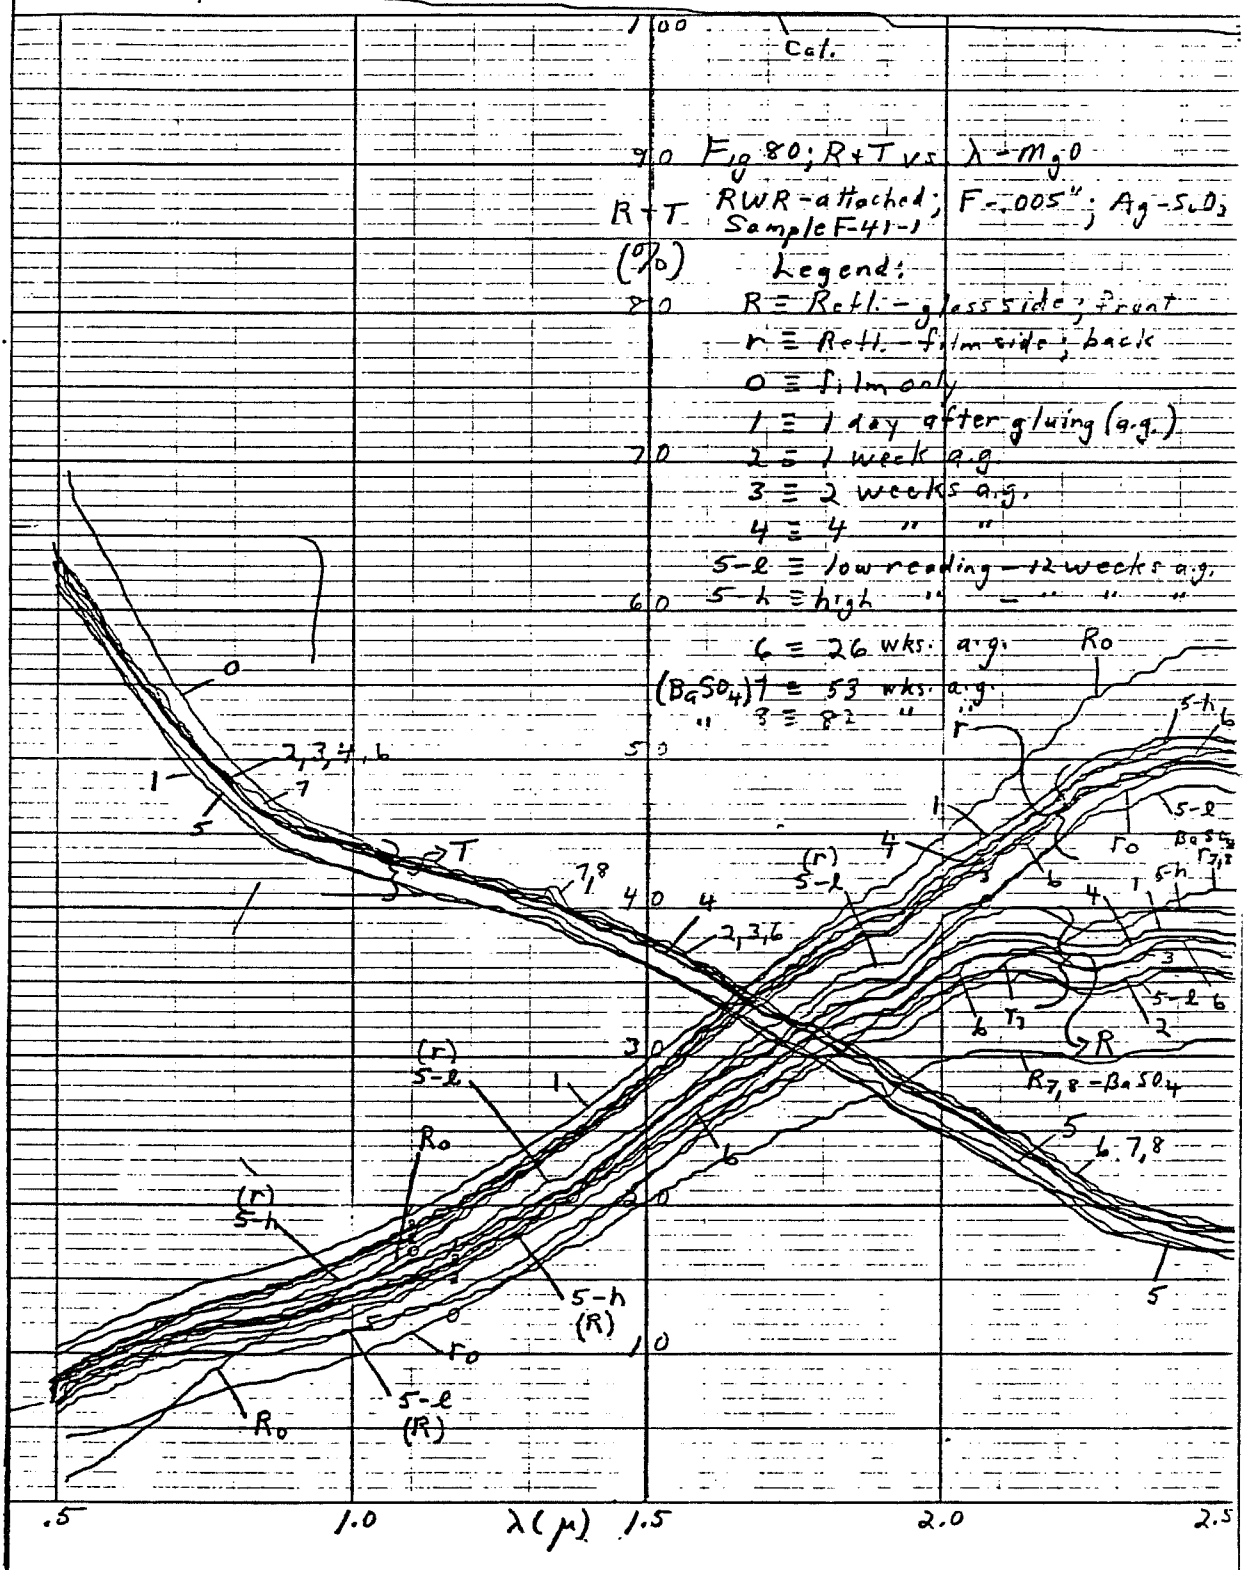 100
Cal.
90 Fig 80; R+T vs λ-MgO
RWR-attached; F-.005"; Ag-SiO2
R+T Sample F-41-1
(%) Legend:
80 R ≡ Refl.-glass side; front
r ≡ Refl.-film side; back
0 ≡ film only
1 ≡ 1 day after gluing (a.g.)
70 2 ≡ 1 week a.g.
3 ≡ 2 weeks a.g.
4 ≡ 4 " "
5-l ≡ low reading - 12 weeks a.g.
60 5-h ≡ high " - " " "
6 ≡ 26 wks. a.g. Ro
(BaSO4) 7 ≡ 53 wks. a.g.
" 8 ≡ 82 " "
0
r 5-h 6
50
2,3,4,6
1 7
5
1 5-l
T 4 ro BaSO4
r7,8
(r)
5-l 3 6
7,8 4 1 5-h
40 4
2,3,6
3
6 r7 5-l 6
2
30 R
(r)
5-l 1 R7,8-BaSO4
Ro 6 5
6 7,8
(r)
5-h 20
5
5-h
(R)
0
10
ro
5-l
(R)
Ro
.5 1.0 λ(μ) 1.5 2.0 2.5